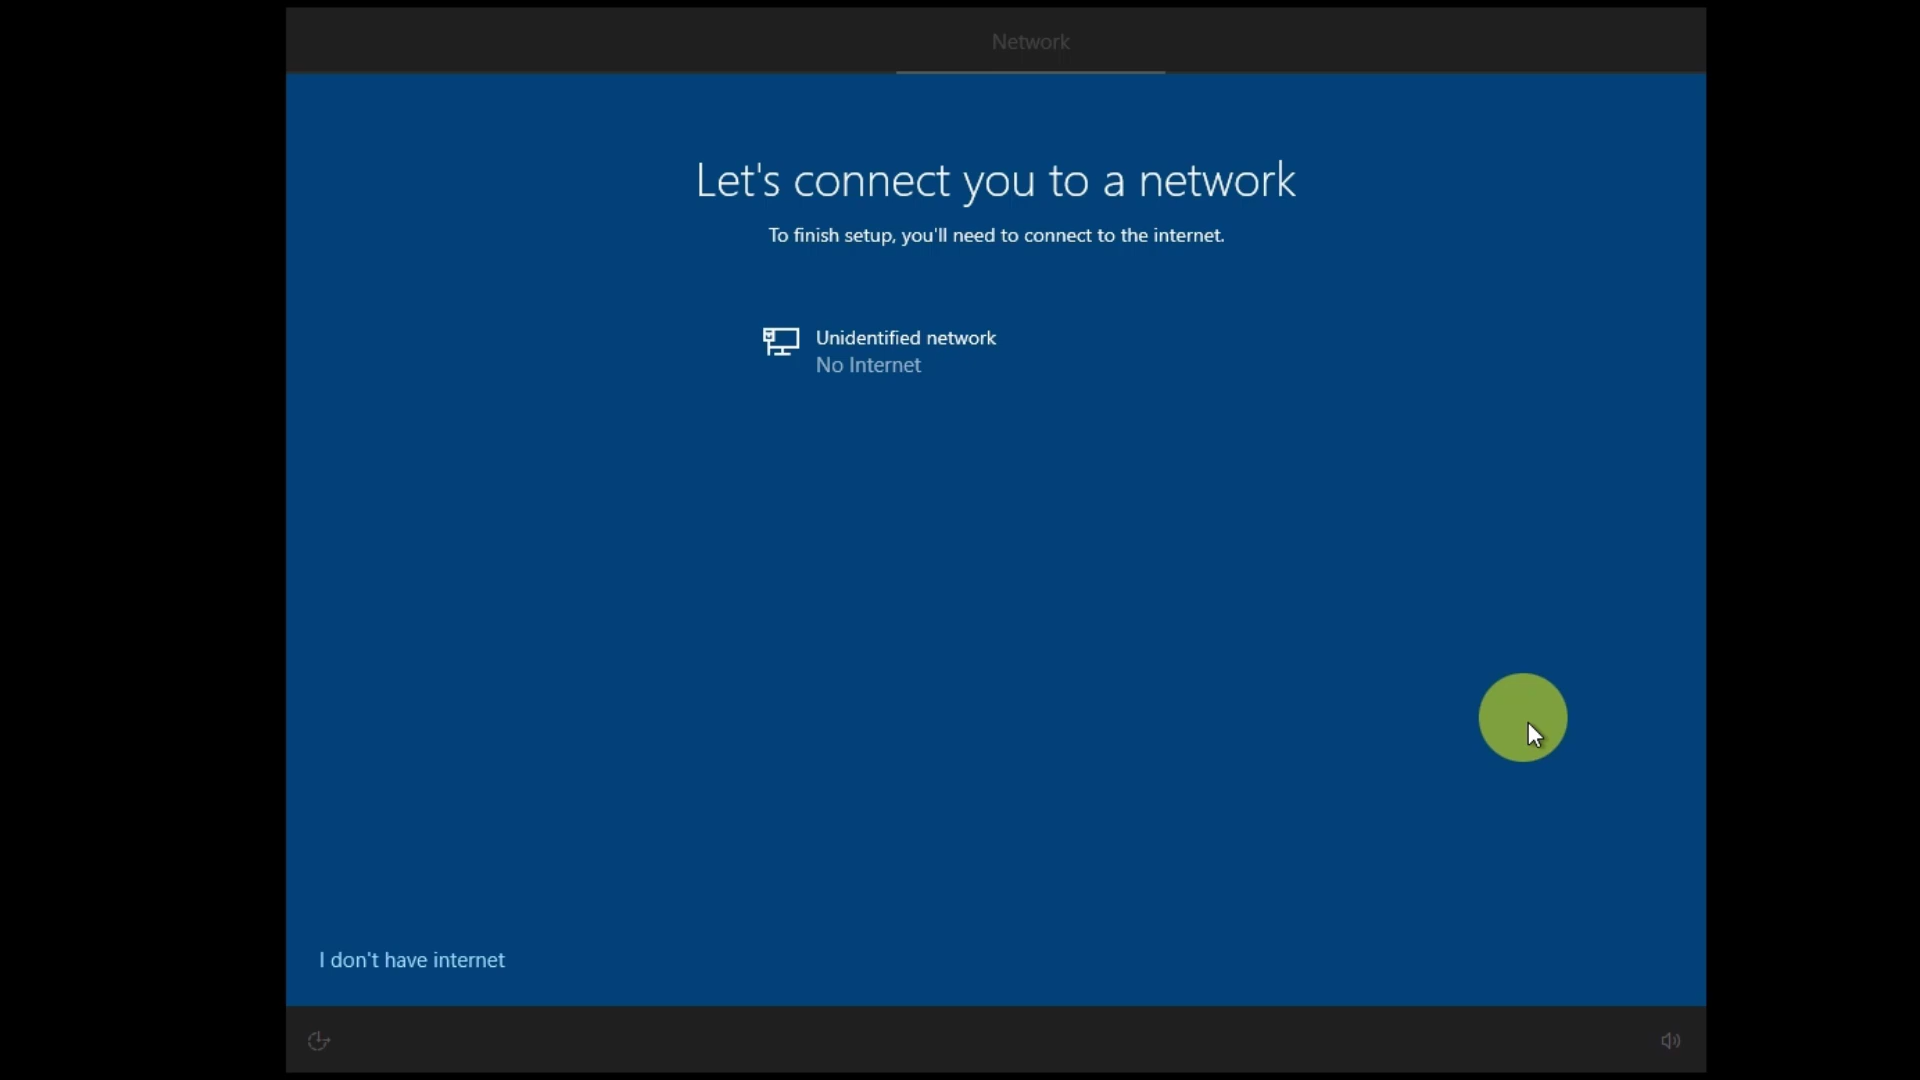 Network
Let's connect you to a network
To finish setup, you'll need to connect to the internet.
Unidentified network
No Internet
I don't have internet